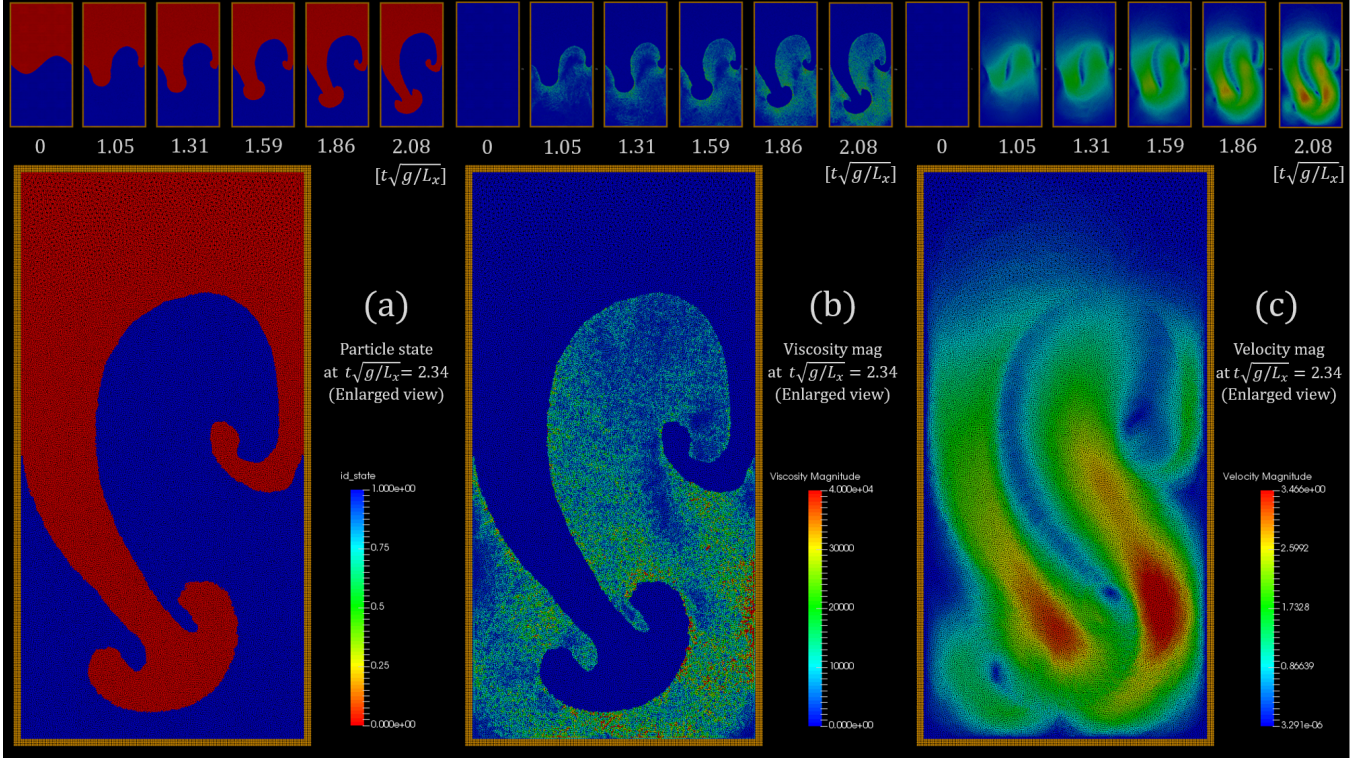 0 1.05 1.31 1.59 1.86 2.08
[t√g/Lₓ]
0 1.05 1.31 1.59 1.86 2.08
[t√g/Lₓ]
0 1.05 1.31 1.59 1.86 2.08
[t√g/Lₓ]
(a)
Particle state
at t√g/Lₓ= 2.34
(Enlarged view)
id_state
1.000e+00
0.75
0.5
0.25
0.000e+00
(b)
Viscosity mag
at t√g/Lₓ = 2.34
(Enlarged view)
Viscosity Magnitude
4.000e+04
30000
20000
10000
0.000e+00
(c)
Velocity mag
at t√g/Lₓ = 2.34
(Enlarged view)
Velocity Magnitude
3.466e+00
2.5992
1.7328
0.86639
3.291e-06